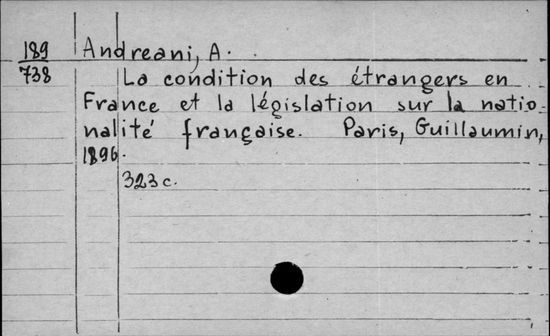 189 Andreani, A.
738 La condition des étrangers en
France et la législation sur la natio-
nalité française. Paris, Guillaumin,
1896.
323 c.